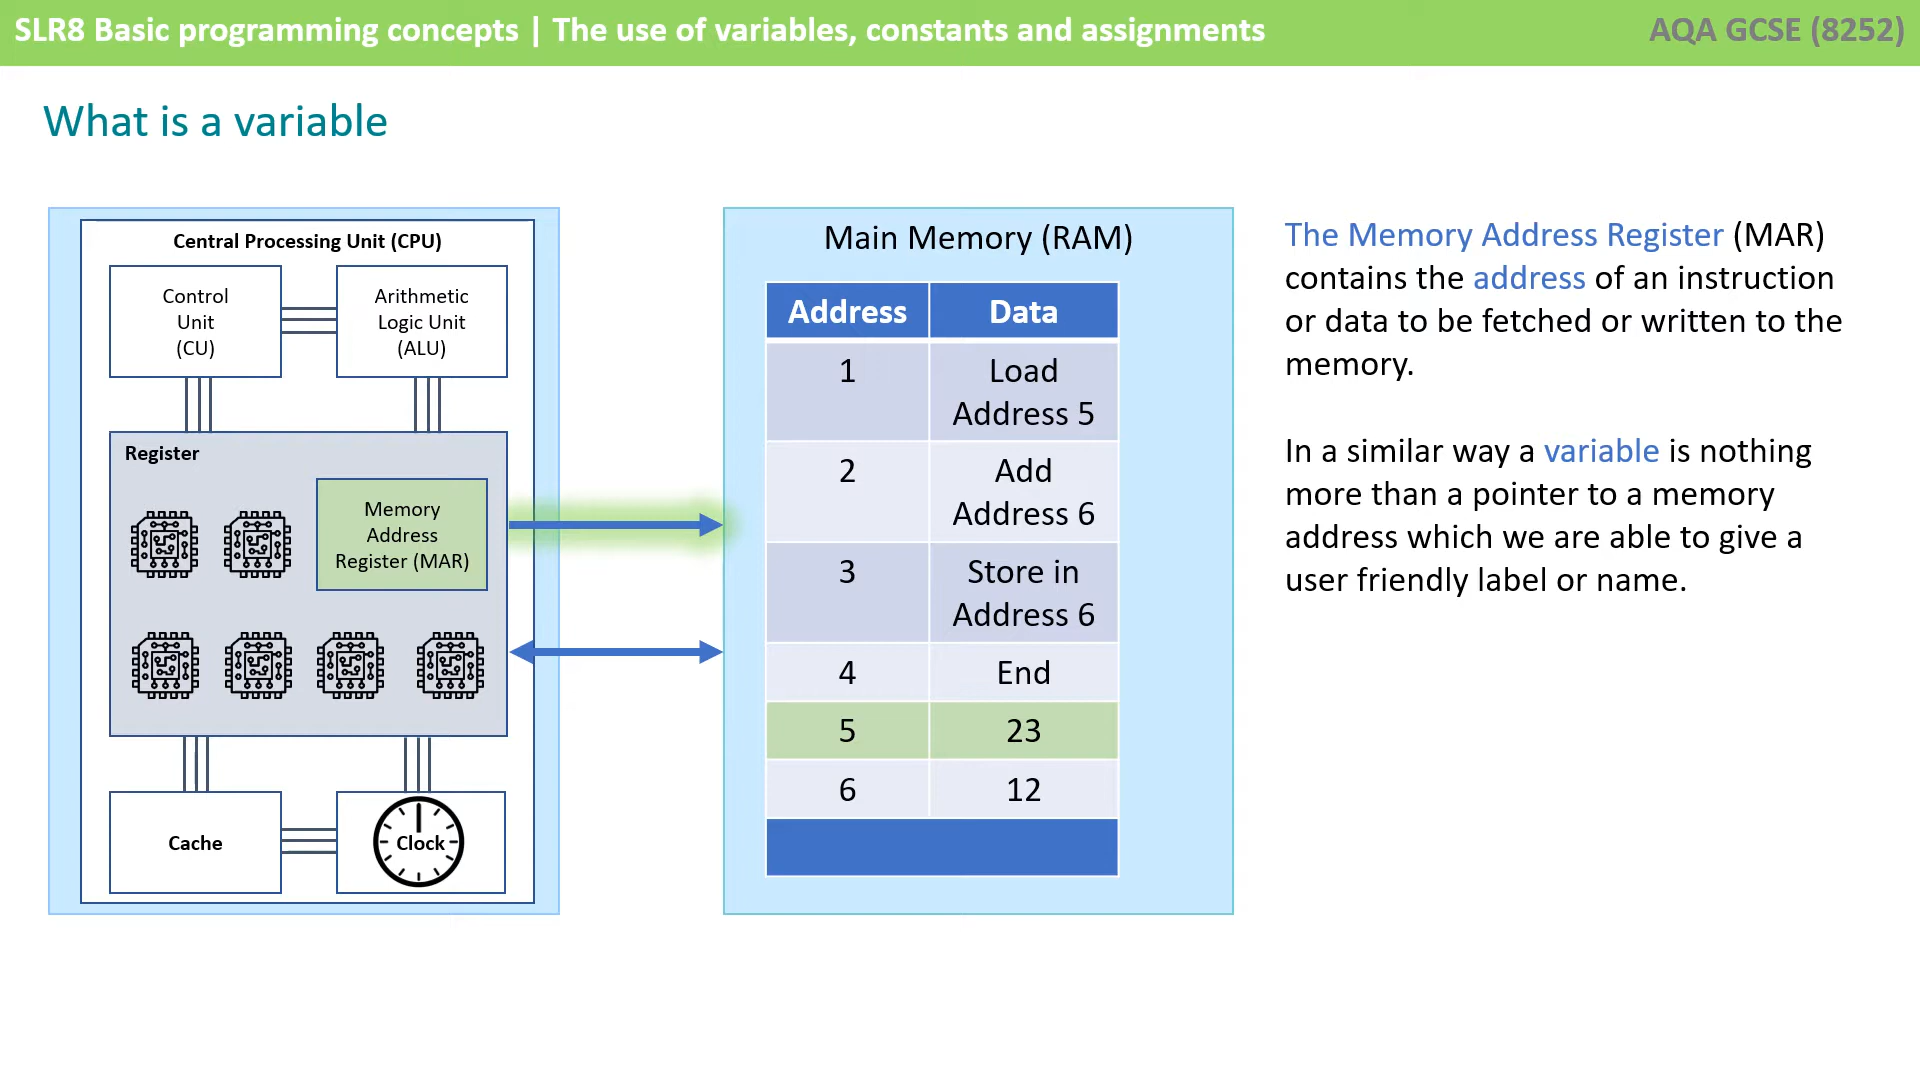 SLR8 Basic programming concepts | The use of variables, constants and assignments
AQA GCSE (8252)
What is a variable
Central Processing Unit (CPU)
Control
Unit
(CU)
Arithmetic
Logic Unit
(ALU)
Register
Memory
Address
Register (MAR)
Cache
Clock
Main Memory (RAM)
Address Data
1 Load
Address 5
2 Add
Address 6
3 Store in
Address 6
4 End
5 23
6 12
The Memory Address Register (MAR)
contains the address of an instruction
or data to be fetched or written to the
memory.
In a similar way a variable is nothing
more than a pointer to a memory
address which we are able to give a
user friendly label or name.